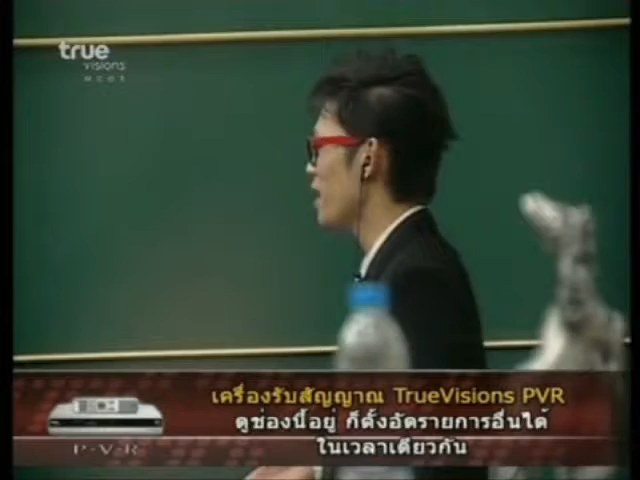 true
visions
MCOT
เครื่องรับสัญญาณ TrueVisions PVR
ดูช่องนี้อยู่ ก็ตั้งอัดรายการอื่นได้
ในเวลาเดียวกัน
P·V·R